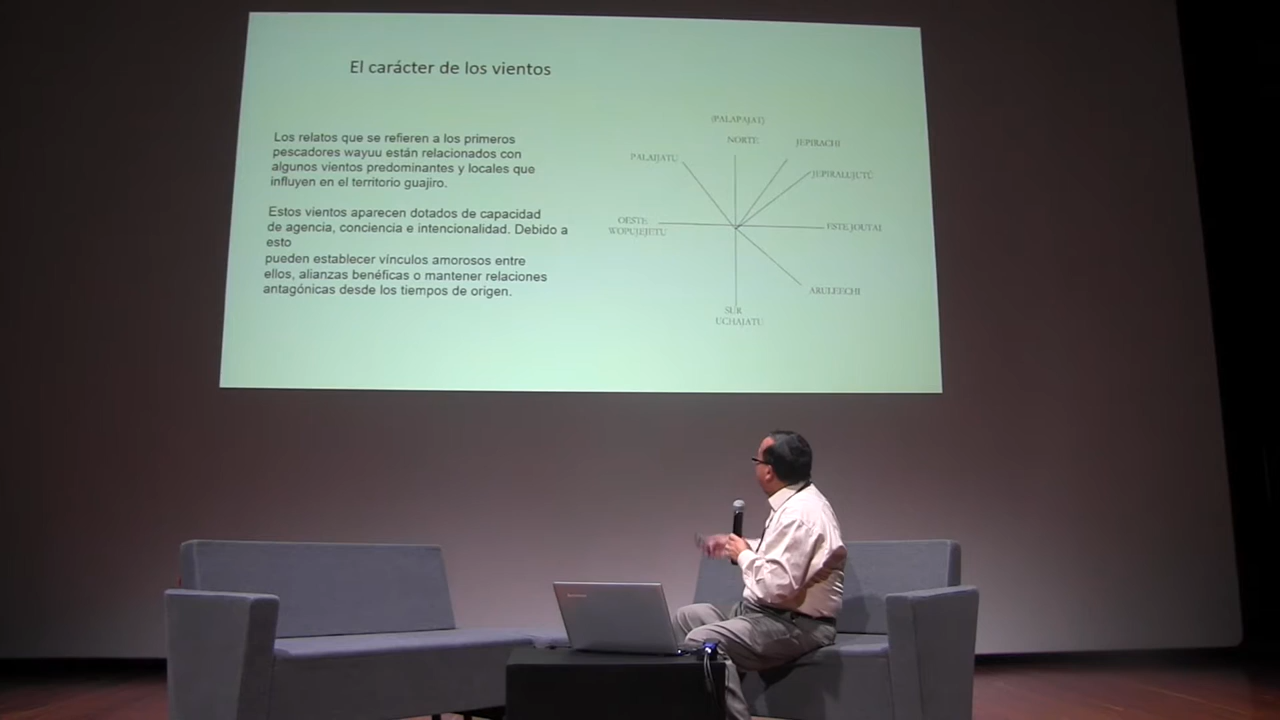 El carácter de los vientos
Los relatos que se refieren a los primeros
pescadores wayuu están relacionados con
algunos vientos predominantes y locales que
influyen en el territorio guajiro.
Estos vientos aparecen dotados de capacidad
de agencia, conciencia e intencionalidad. Debido a
esto
pueden establecer vínculos amorosos entre
ellos, alianzas benéficas o mantener relaciones
antagónicas desde los tiempos de origen.
(PALAPAJAT)
NORTE
JEPIRACHI
PALAIJATU
JEPIRALUJUTÚ
OESTE
WOPUJEJUTU
ESTE JOUTAI
ARULEECHI
SUR
UCHAJATU